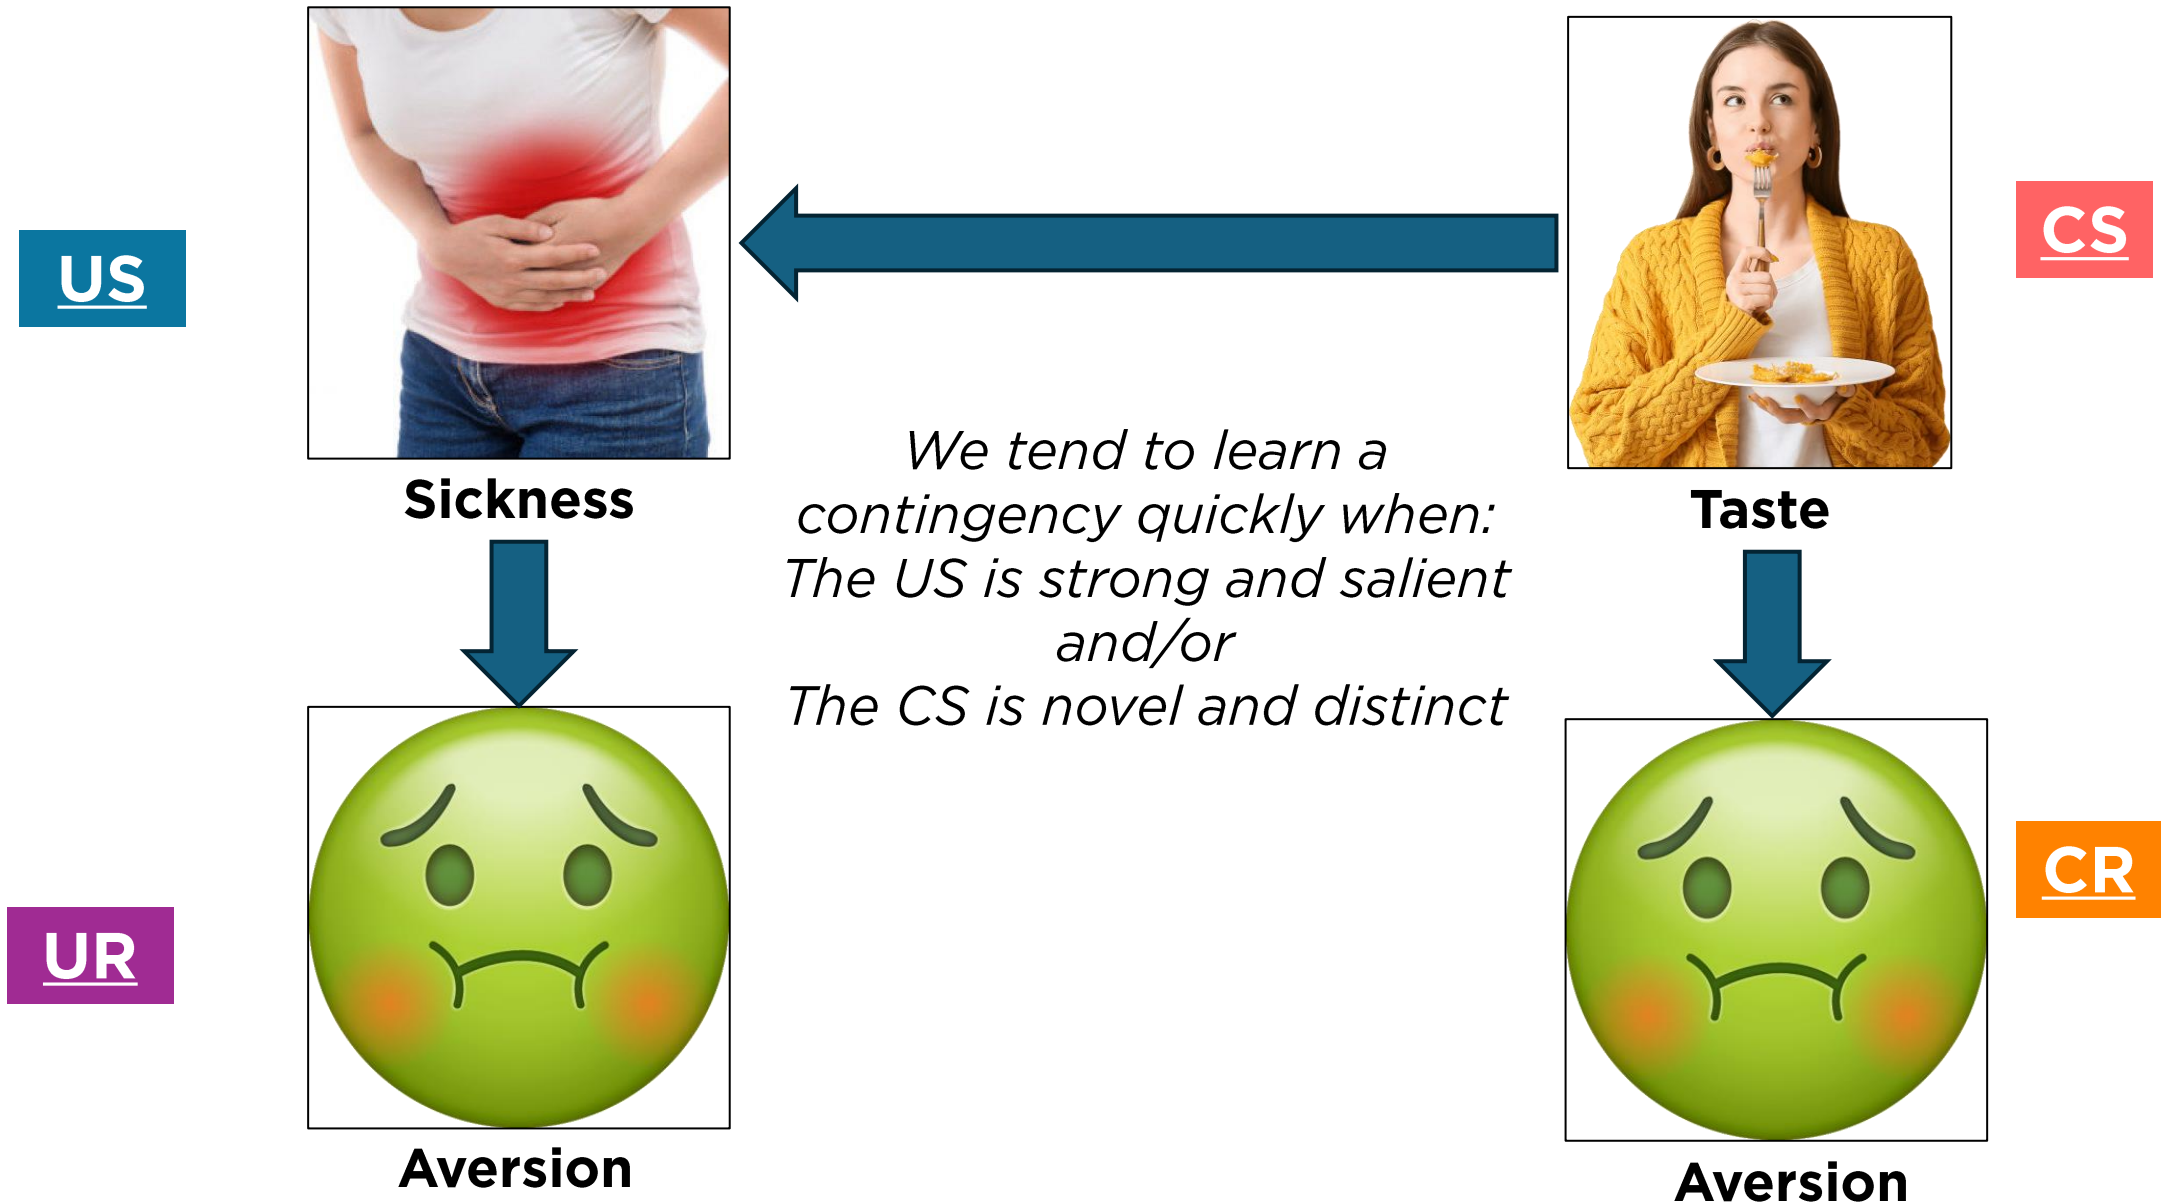 US
CS
Sickness
Taste
We tend to learn a
contingency quickly when:
The US is strong and salient
and/or
The CS is novel and distinct
UR
CR
Aversion
Aversion